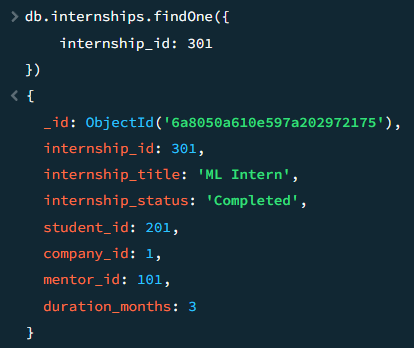 > db.internships.findOne({
internship_id: 301
})
< {
_id: ObjectId('6a8050a610e597a202972175'),
internship_id: 301,
internship_title: 'ML Intern',
internship_status: 'Completed',
student_id: 201,
company_id: 1,
mentor_id: 101,
duration_months: 3
}